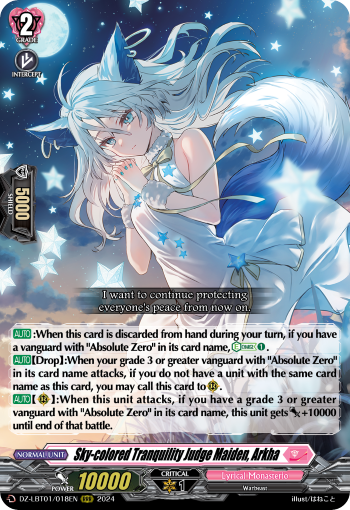 2
GRADE
INTERCEPT
5000
SHIELD
I want to continue protecting
everyone's peace from now on.
AUTO:When this card is discarded from hand during your turn, if you have
a vanguard with "Absolute Zero" in its card name, 1.
AUTO【Drop】:When your grade 3 or greater vanguard with "Absolute Zero"
in its card name attacks, if you do not have a unit with the same card
name as this card, you may call this to.
AUTO【】:When this unit attacks, if you have a grade 3 or greater
vanguard with "Absolute Zero" in its card name, this unit gets +10000
until end of battle.
NORMAL UNIT
Sky-colored Tranquility Judge Maiden, Arkha
POWER
10000
CRITICAL
1
Lyrical Monasterio
Warbeast
D-LBT01/018EN RRR 2024
illust/はねこと